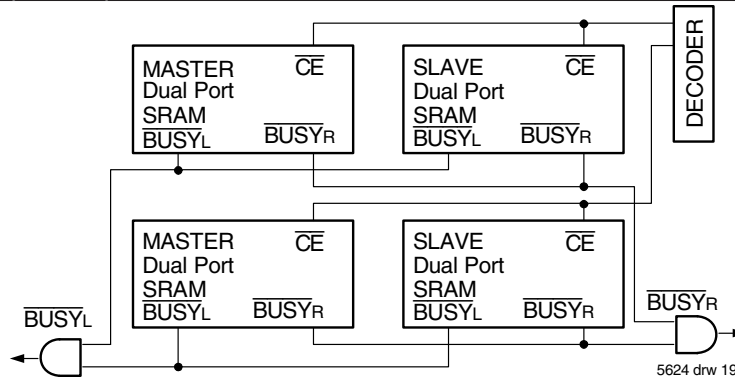 MASTER
Dual Port
SRAM
CE
BUSYL
BUSYR
SLAVE
Dual Port
SRAM
CE
BUSYL
BUSYR
DECODER
MASTER
Dual Port
SRAM
CE
BUSYL
BUSYR
SLAVE
Dual Port
SRAM
CE
BUSYL
BUSYR
BUSYL
BUSYR
5624 drw 19